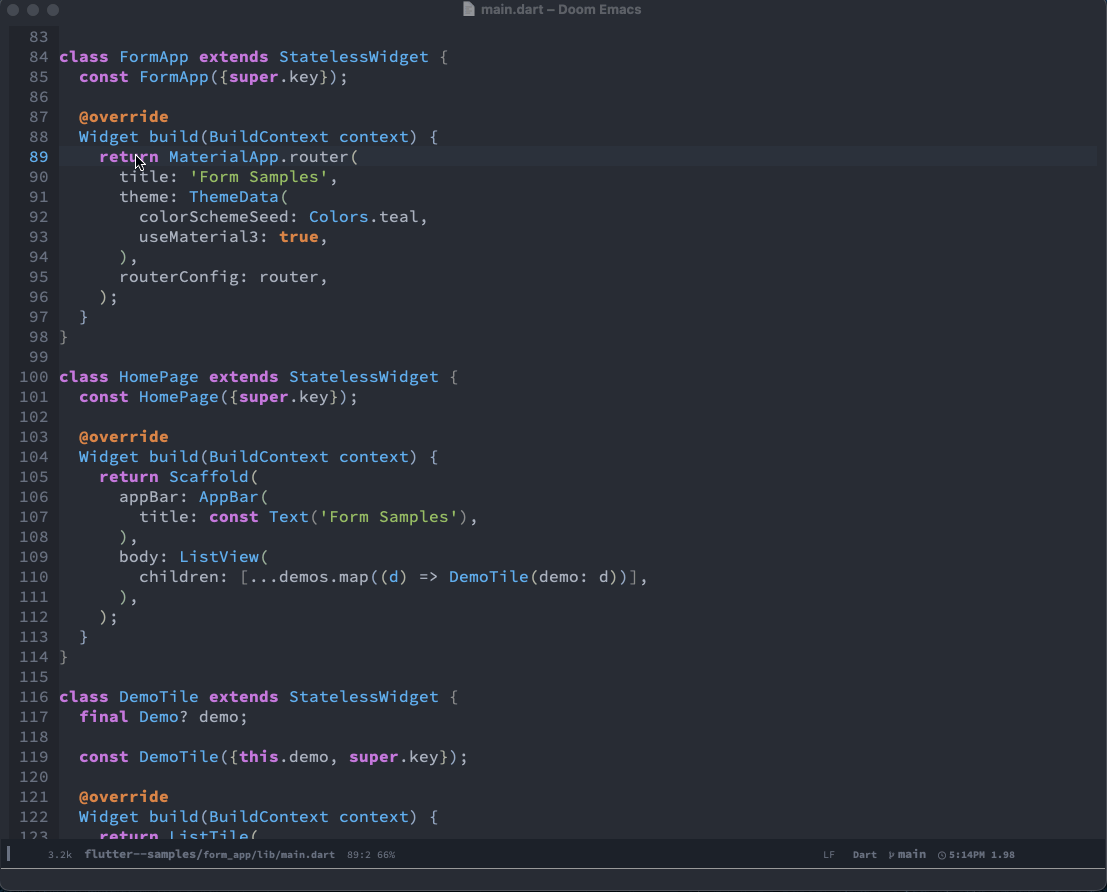 main.dart – Doom Emacs
83
84 class FormApp extends StatelessWidget {
85   const FormApp({super.key});
86
87   @override
88   Widget build(BuildContext context) {
89     return MaterialApp.router(
90       title: 'Form Samples',
91       theme: ThemeData(
92         colorSchemeSeed: Colors.teal,
93         useMaterial3: true,
94       ),
95       routerConfig: router,
96     );
97   }
98 }
99
100 class HomePage extends StatelessWidget {
101   const HomePage({super.key});
102
103   @override
104   Widget build(BuildContext context) {
105     return Scaffold(
106       appBar: AppBar(
107         title: const Text('Form Samples'),
108       ),
109       body: ListView(
110         children: [...demos.map((d) => DemoTile(demo: d))],
111       ),
112     );
113   }
114 }
115
116 class DemoTile extends StatelessWidget {
117   final Demo? demo;
118
119   const DemoTile({this.demo, super.key});
120
121   @override
122   Widget build(BuildContext context) {
123     return ListTile(
3.2k flutter--samples/form_app/lib/main.dart 89:2 66% LF Dart main 5:14PM 1.98